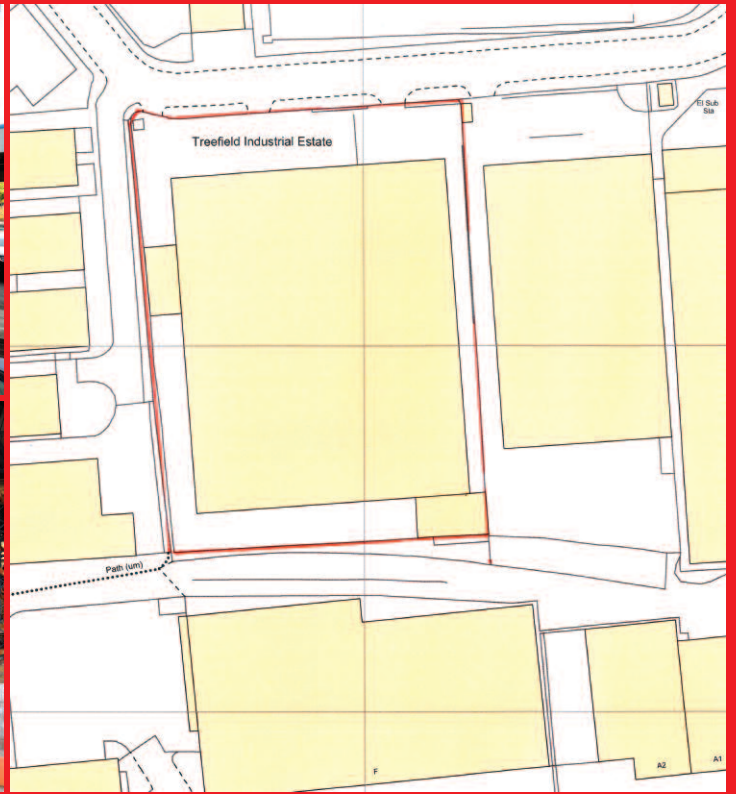 El Sub
Sta
Treefield Industrial Estate
Path (um)
F
A2
A1